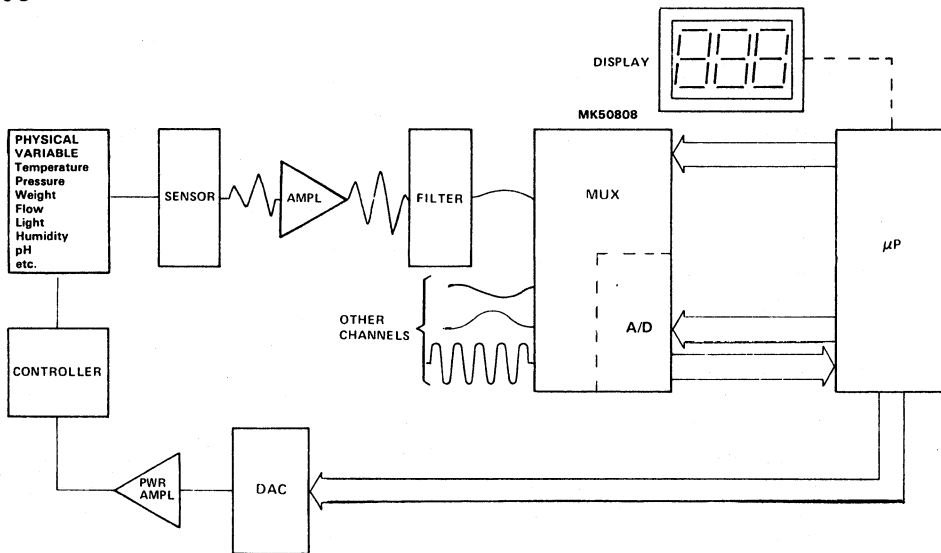 DISPLAY
MK50808
PHYSICAL
VARIABLE
Temperature
Pressure
Weight
Flow
Light
Humidity
pH
etc.
SENSOR
AMPL
FILTER
MUX
μP
OTHER
CHANNELS
A/D
CONTROLLER
PWR
AMPL
DAC